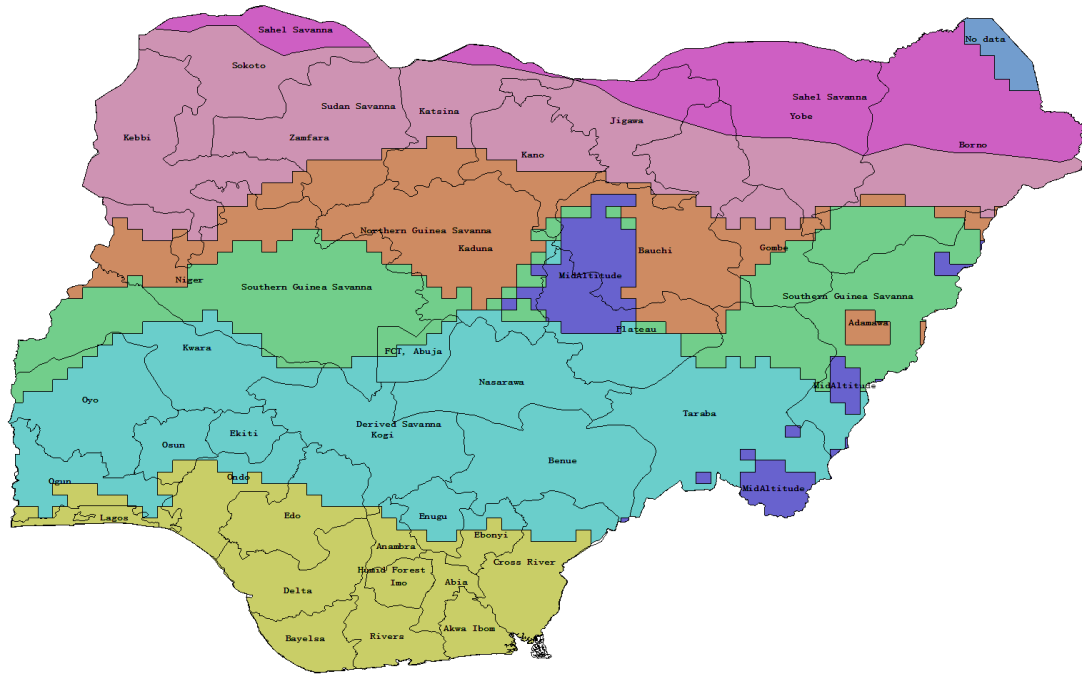 Sahel Savanna
No data
Sokoto
Sudan Savanna
Sahel Savanna
Katsina
Yobe
Jigawa
Kebbi
Zamfara
Borno
Kano
Northern Guinea Savanna
Kaduna
Bauchi
Gombe
Niger
MidAltitude
Southern Guinea Savanna
Southern Guinea Savanna
Adamawa
Plateau
Kwara
FCT, Abuja
Nasarawa
MidAltitude
Oyo
Taraba
Derived Savanna
Ekiti
Kogi
Osun
Benue
Ogun
Ondo
MidAltitude
Lagos
Edo
Enugu
Ebonyi
Anambra
Cross River
Humid Forest
Imo
Abia
Delta
Akwa Ibom
Bayelsa
Rivers